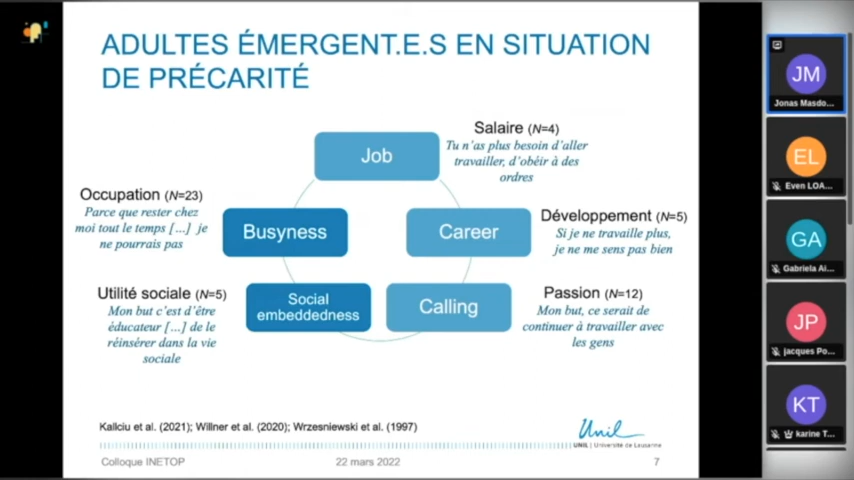 ADULTES ÉMERGENT.E.S EN SITUATION
DE PRÉCARITÉ
Job
Salaire (N=4)
Tu n'as plus besoin d'aller
travailler, d'obéir à des
ordres
Occupation (N=23)
Parce que rester chez
moi tout le temps […] je
ne pourrais pas
Busyness
Career
Développement (N=5)
Si je ne travaille plus,
je ne me sens pas bien
Utilité sociale (N=5)
Mon but c'est d'être
éducateur […] de le
réinsérer dans la vie
sociale
Social
embeddedness
Calling
Passion (N=12)
Mon but, ce serait de
continuer à travailler avec
les gens
Kaliciu et al. (2021); Willner et al. (2020); Wrzesniewski et al. (1997)
Unil
UNIL | Université de Lausanne
Colloque INETOP
22 mars 2022
7
JM
Jonas Masdo...
EL
Even LOA...
GA
Gabriela Ai...
JP
jacques Po...
KT
karine T...